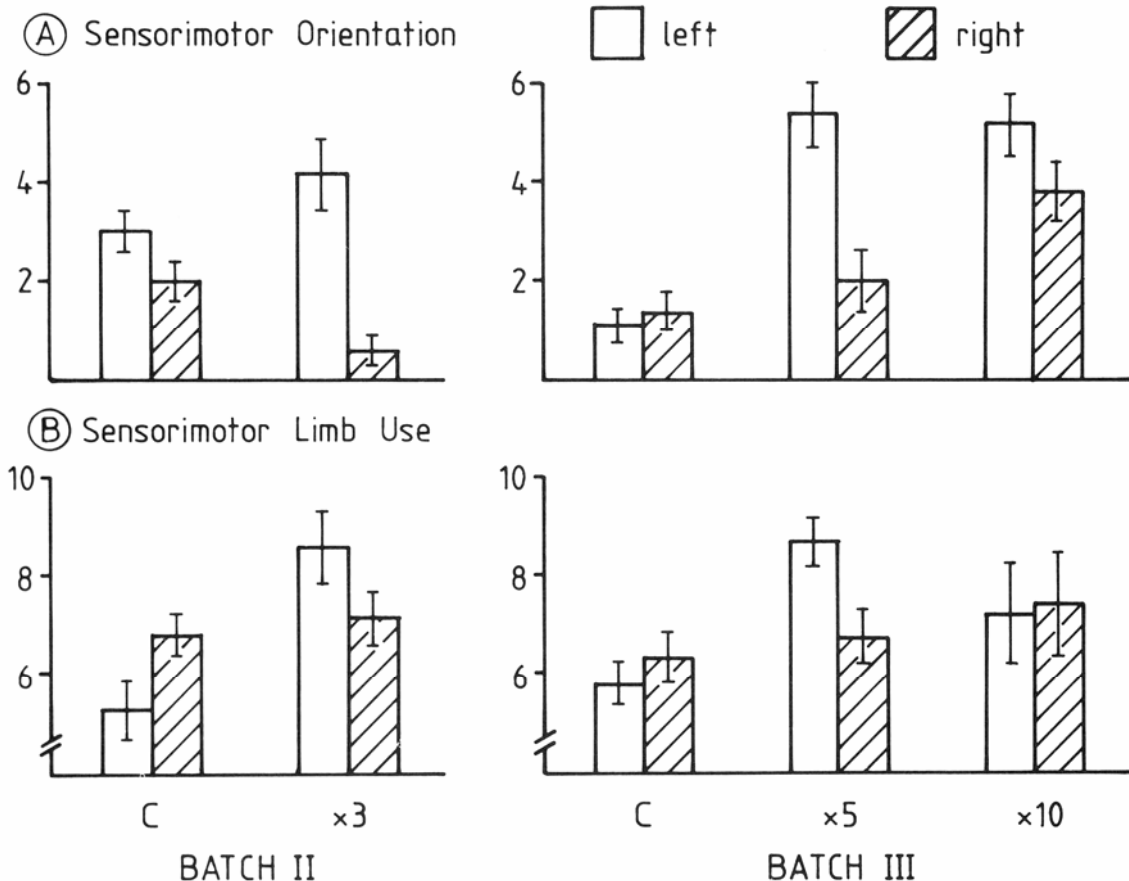 A Sensorimotor Orientation
left
right
6
4
2
6
4
2
B Sensorimotor Limb Use
10
8
6
10
8
6
C ×3
C ×5 ×10
BATCH II
BATCH III